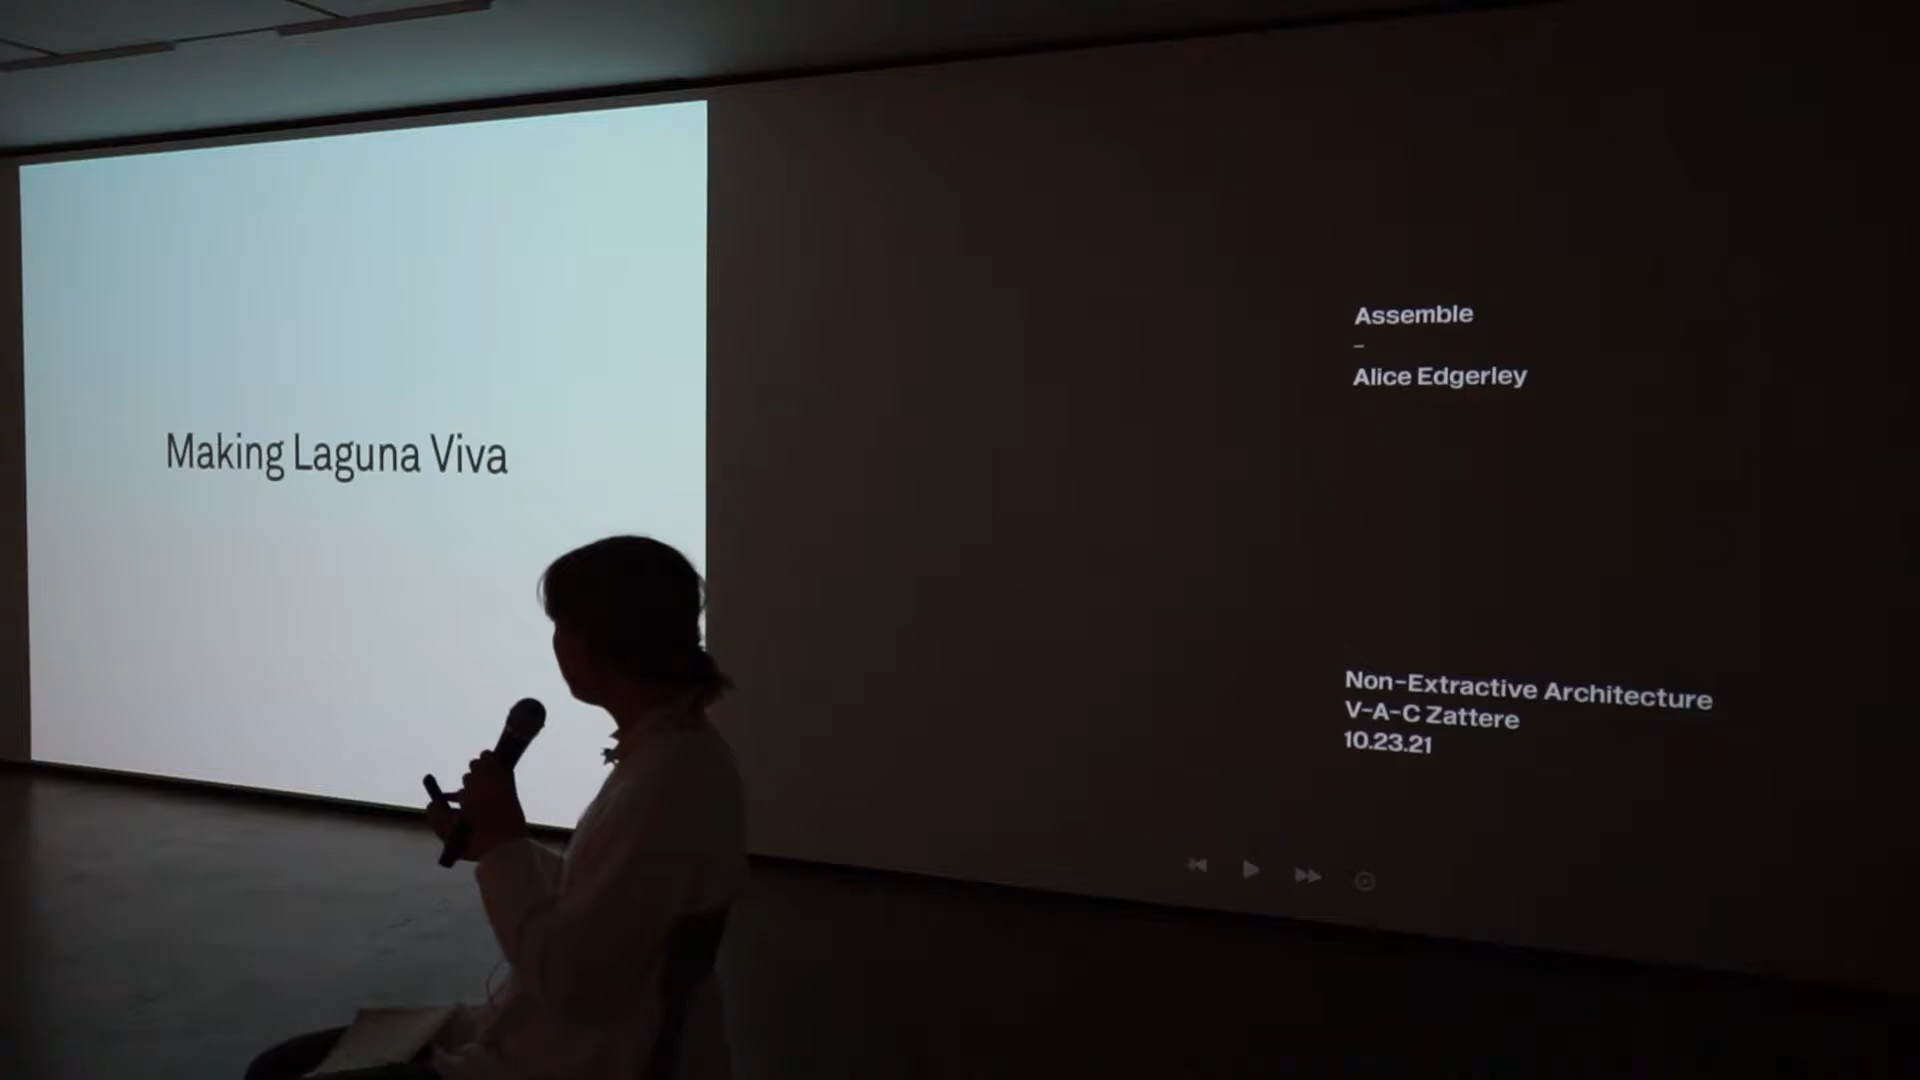 Making Laguna Viva
Assemble
–
Alice Edgerley
Non-Extractive Architecture
V-A-C Zattere
10.23.21